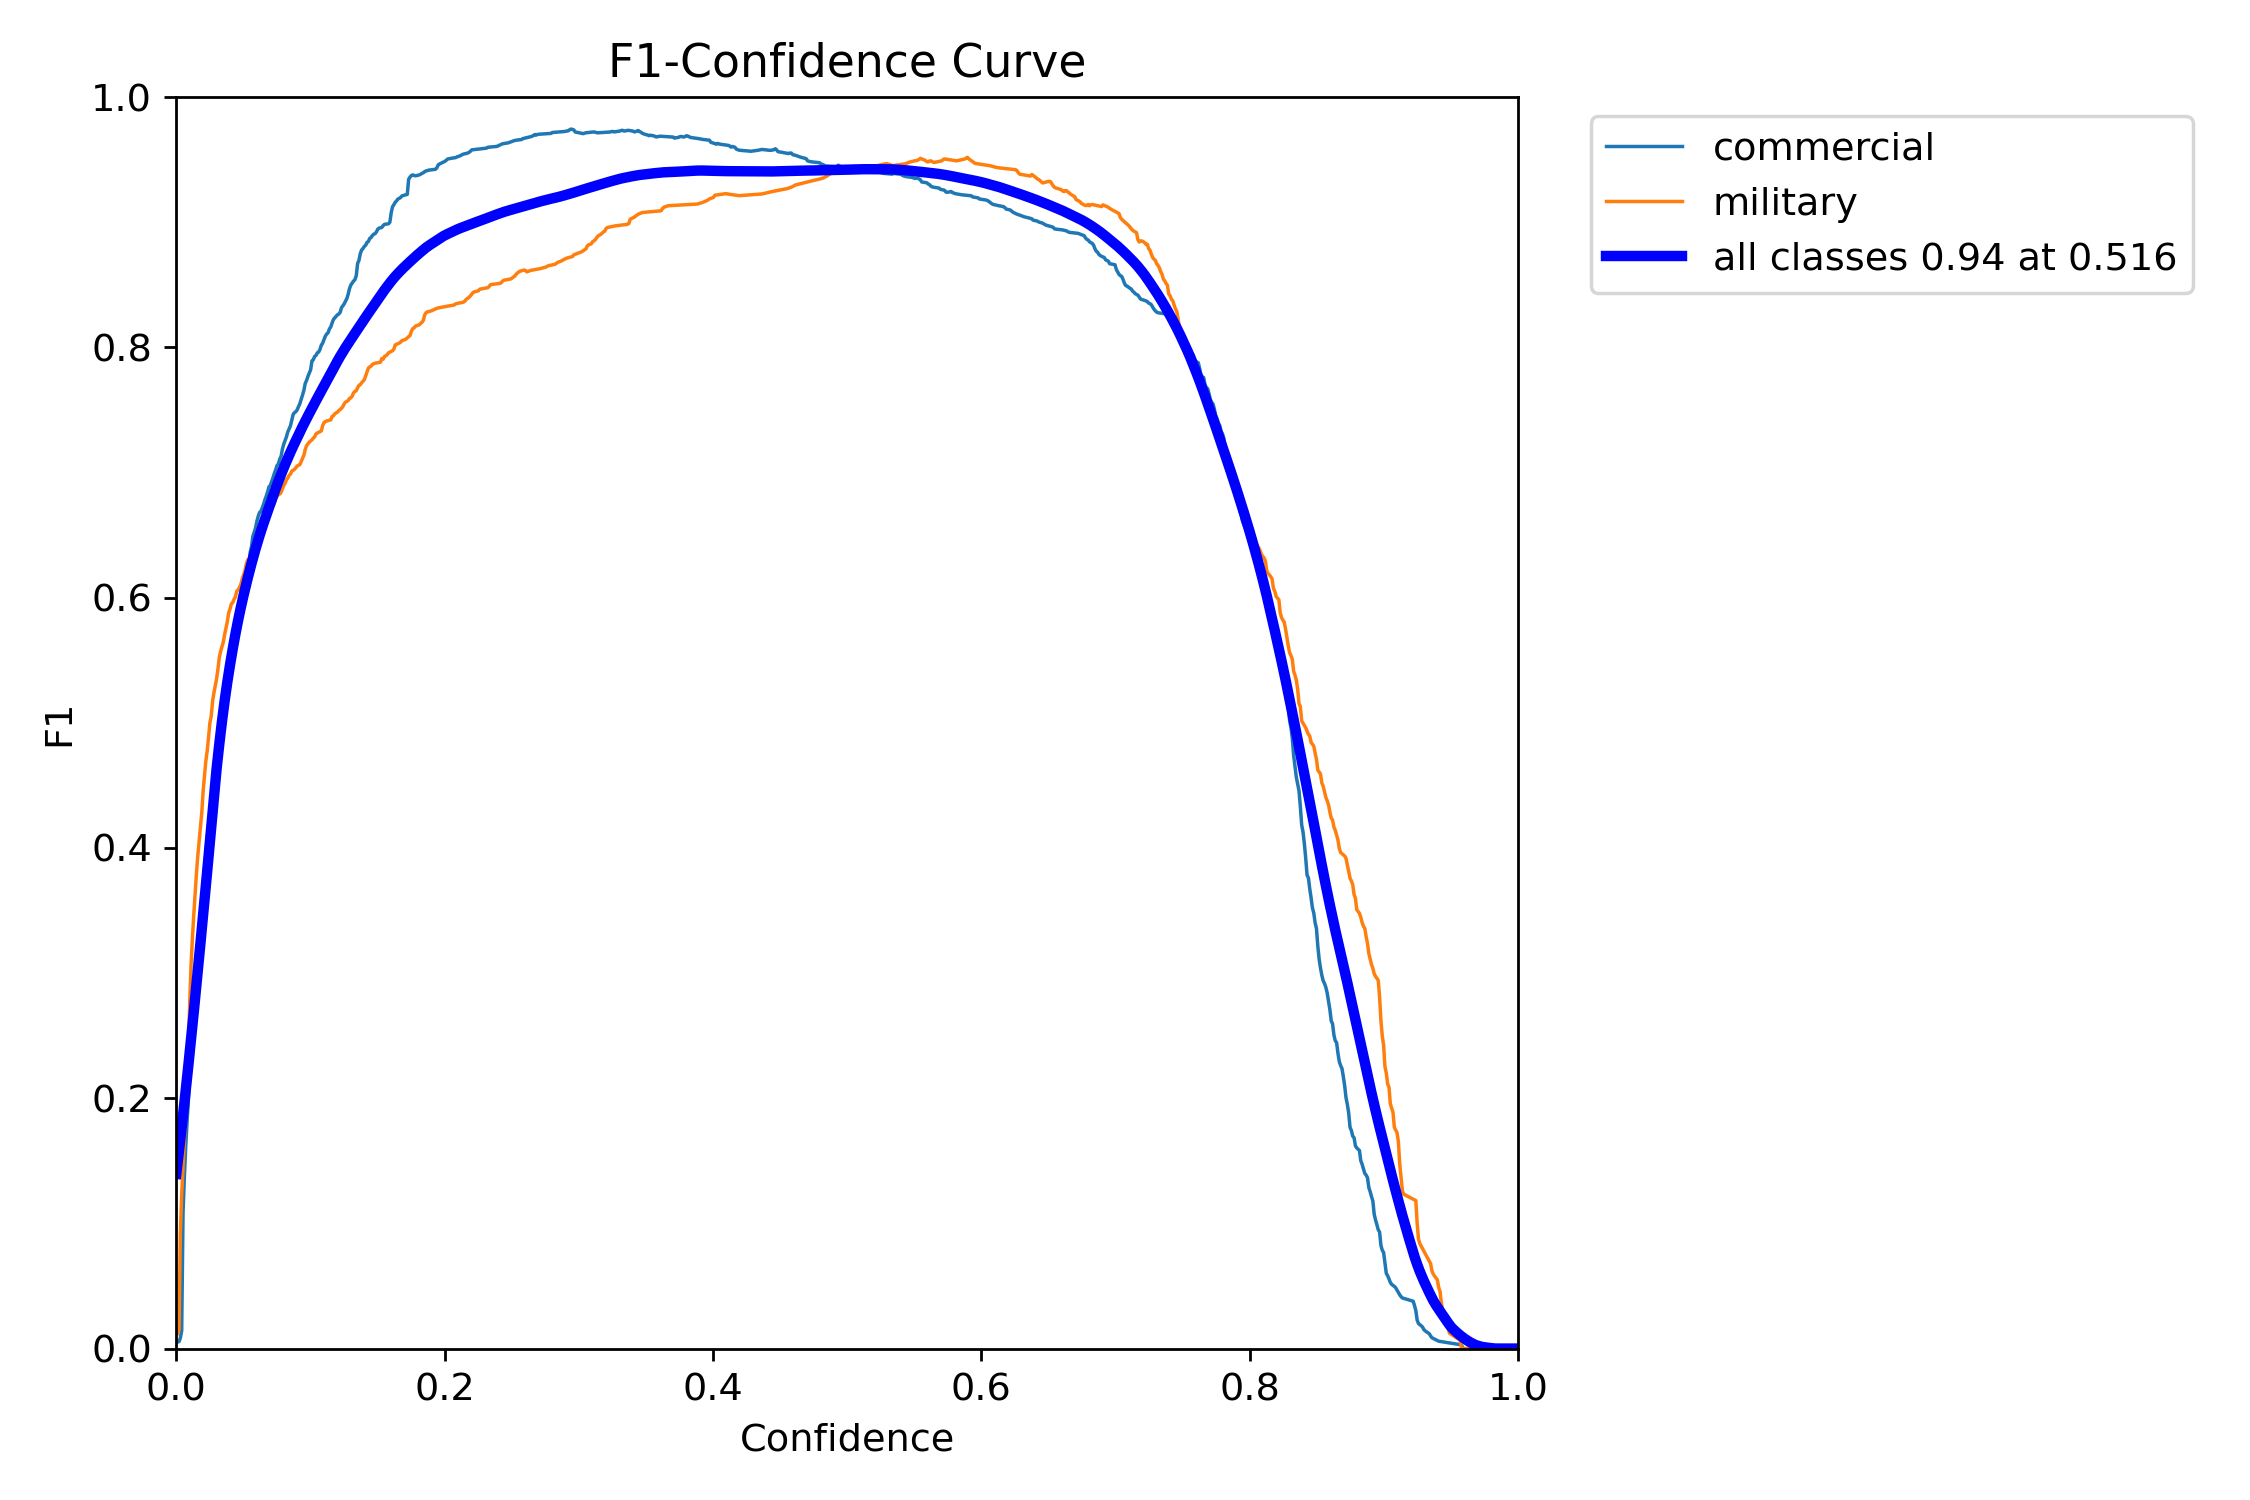 F1-Confidence Curve
1.0
0.8
0.6
0.4
0.2
0.0
F1
0.0 0.2 0.4 0.6 0.8 1.0
Confidence
commercial
military
all classes 0.94 at 0.516